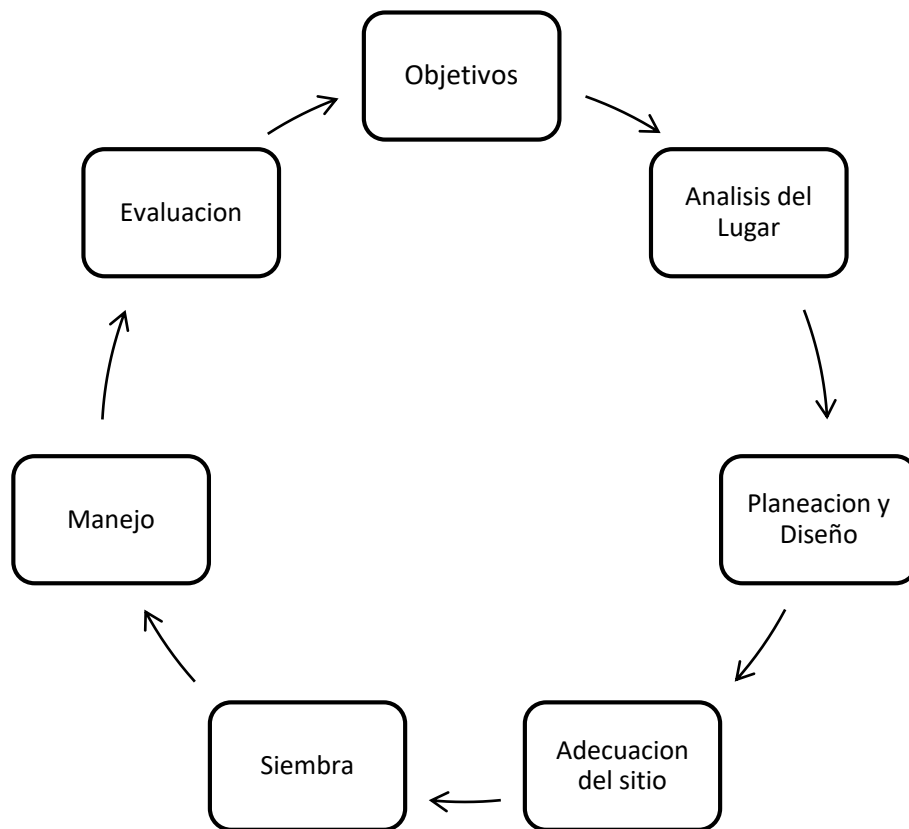 Objetivos
Analisis del
Lugar
Planeacion y
Diseño
Adecuacion
del sitio
Siembra
Manejo
Evaluacion